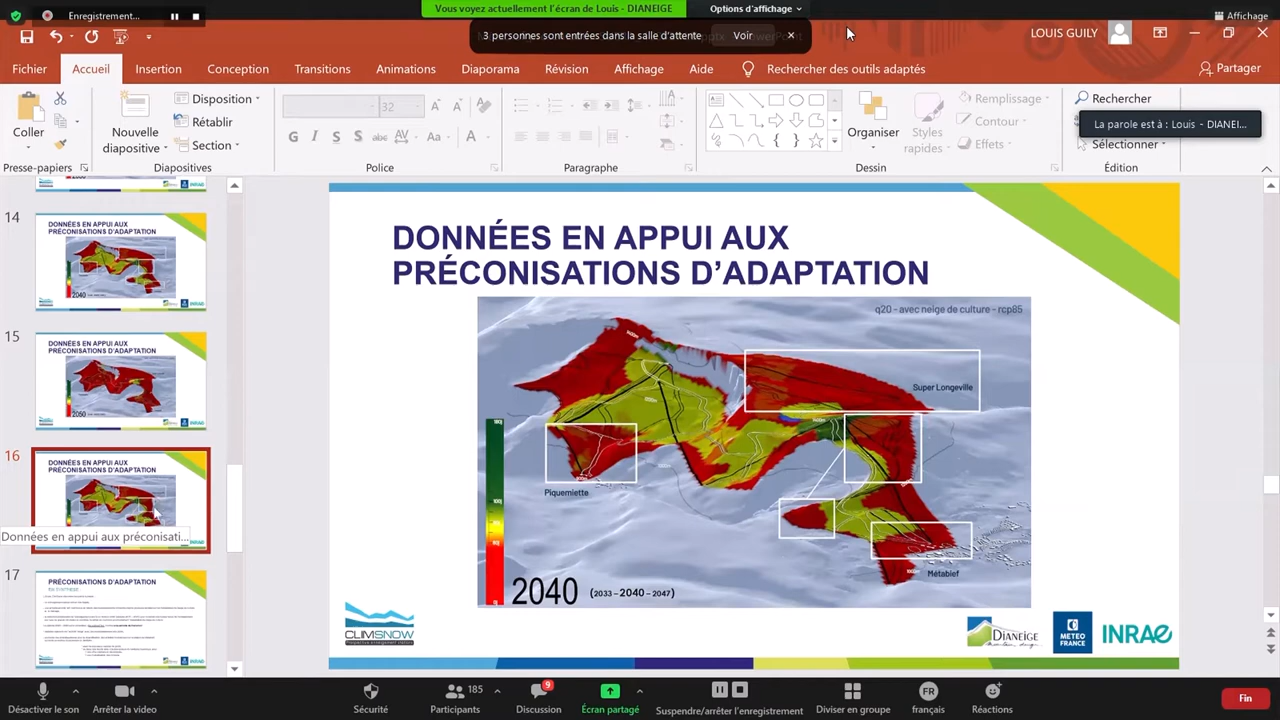 Enregistrement...
Vous voyez actuellement l'écran de Louis - DIANEIGE
Options d'affichage
Affichage
3 personnes sont entrées dans la salle d'attente
Voir
LOUIS GUILY
Fichier
Accueil
Insertion
Conception
Transitions
Animations
Diaporama
Révision
Affichage
Aide
Rechercher des outils adaptés
Partager
Coller
Nouvelle diapositive
Disposition
Rétablir
Section
32
Organiser
Styles rapides
Remplissage
Contour
Effets
Rechercher
La parole est à : Louis - DIANEI...
Sélectionner
Presse-papiers
Diapositives
Police
Paragraphe
Dessin
Édition
14
DONNÉES EN APPUI AUX
PRÉCONISATIONS D'ADAPTATION
2040
15
DONNÉES EN APPUI AUX
PRÉCONISATIONS D'ADAPTATION
2050
16
DONNÉES EN APPUI AUX
PRÉCONISATIONS D'ADAPTATION
Données en appui aux préconisati...
17
PRÉCONISATIONS D'ADAPTATION
DONNÉES EN APPUI AUX
PRÉCONISATIONS D'ADAPTATION
q20 - avec neige de culture - rcp85
Super Longeville
Piquemiette
Métabief
2040 (2033 - 2040 - 2047)
CLIMSNOW
DIANEIGE
METEO
FRANCE
INRAE
Désactiver le son
Arrêter la video
Sécurité
185
Participants
9
Discussion
Écran partagé
Suspendre/arrêter l'enregistrement
Diviser en groupe
FR
français
Réactions
Fin